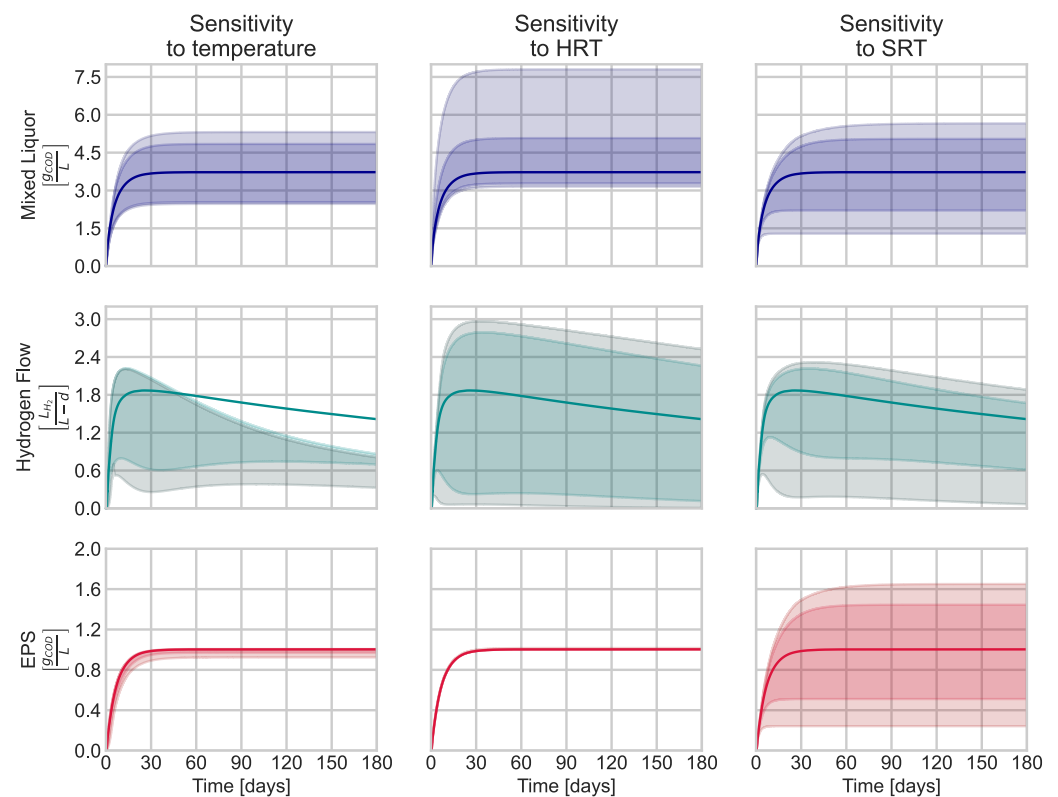 Sensitivity
to temperature
Sensitivity
to HRT
Sensitivity
to SRT
Mixed Liquor
[g_COD / L]
7.5
6.0
4.5
3.0
1.5
0.0
Hydrogen Flow
[L_H2 / L − d]
3.0
2.4
1.8
1.2
0.6
0.0
EPS
[g_COD / L]
2.0
1.6
1.2
0.8
0.4
0.0
0 30 60 90 120 150 180
Time [days]
0 30 60 90 120 150 180
Time [days]
0 30 60 90 120 150 180
Time [days]